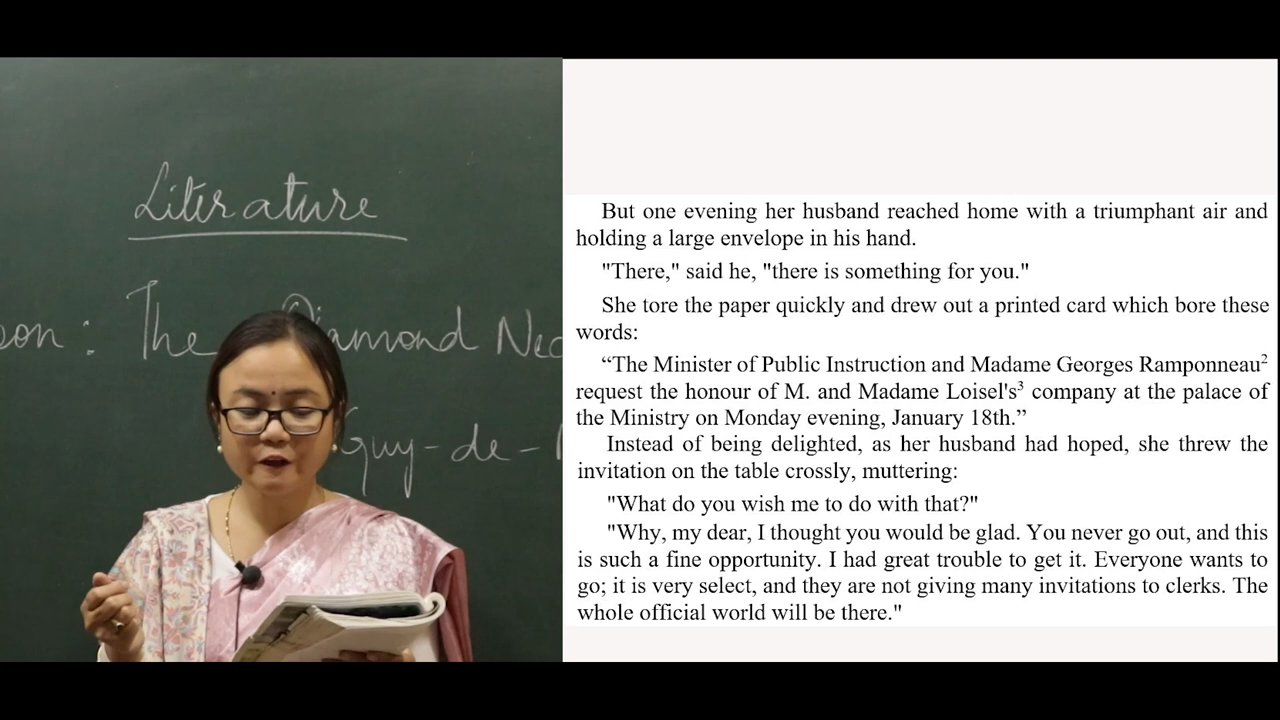 Literature
son : The Diamond Nec
Guy-de-
But one evening her husband reached home with a triumphant air and
holding a large envelope in his hand.
"There," said he, "there is something for you."
She tore the paper quickly and drew out a printed card which bore these
words:
“The Minister of Public Instruction and Madame Georges Ramponneau²
request the honour of M. and Madame Loisel's³ company at the palace of
the Ministry on Monday evening, January 18th.”
Instead of being delighted, as her husband had hoped, she threw the
invitation on the table crossly, muttering:
"What do you wish me to do with that?"
"Why, my dear, I thought you would be glad. You never go out, and this
is such a fine opportunity. I had great trouble to get it. Everyone wants to
go; it is very select, and they are not giving many invitations to clerks. The
whole official world will be there."